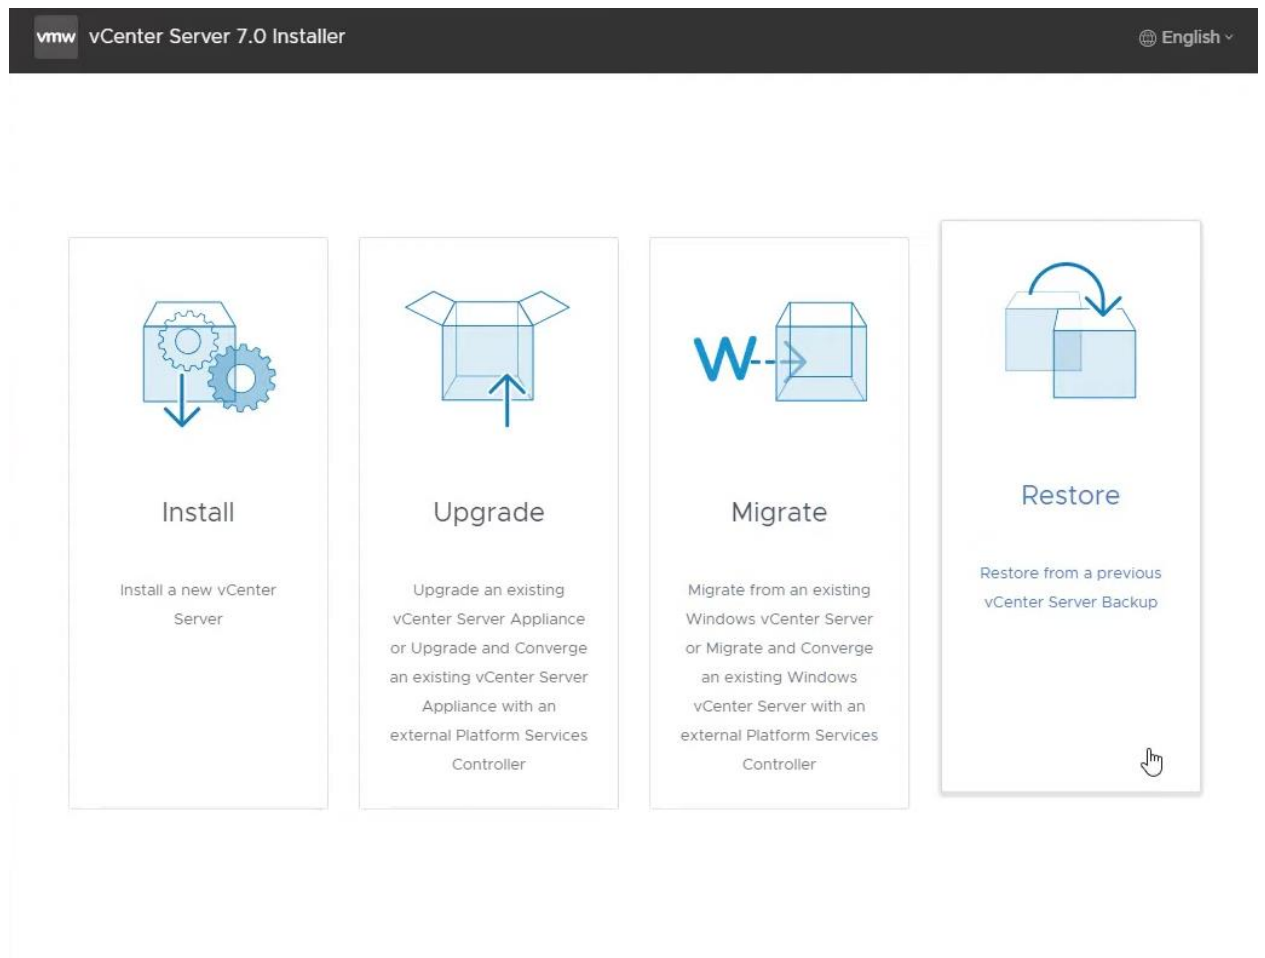 vmw vCenter Server 7.0 Installer
English
Install
Install a new vCenter
Server
Upgrade
Upgrade an existing
vCenter Server Appliance
or Upgrade and Converge
an existing vCenter Server
Appliance with an
external Platform Services
Controller
W
Migrate
Migrate from an existing
Windows vCenter Server
or Migrate and Converge
an existing Windows
vCenter Server with an
external Platform Services
Controller
Restore
Restore from a previous
vCenter Server Backup